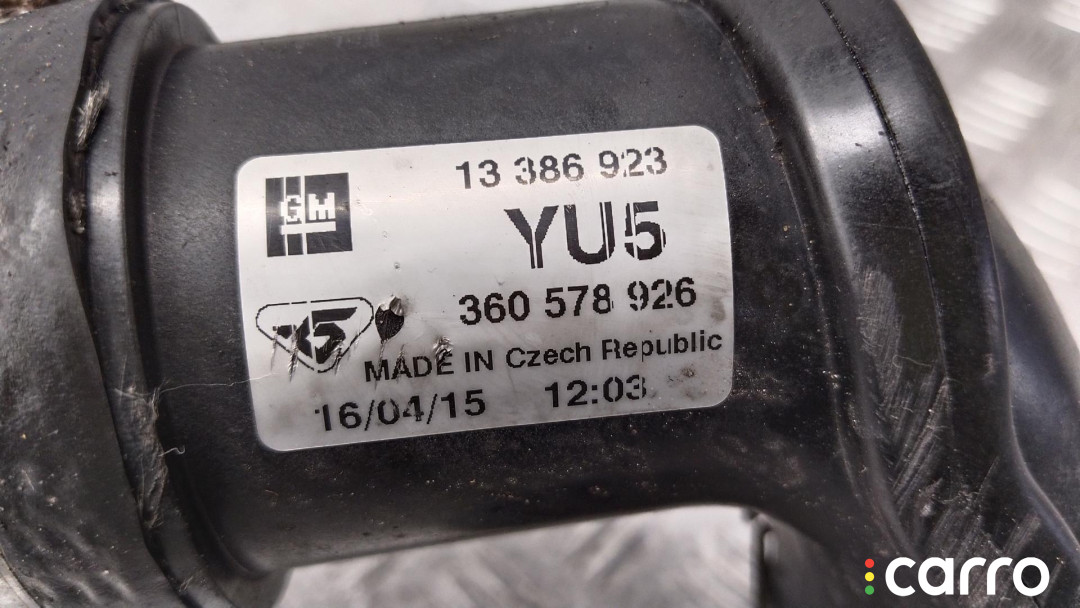 GM
13 386 923
YU5
360 578 926
MADE IN Czech Republic
16/04/15 12:03
carro